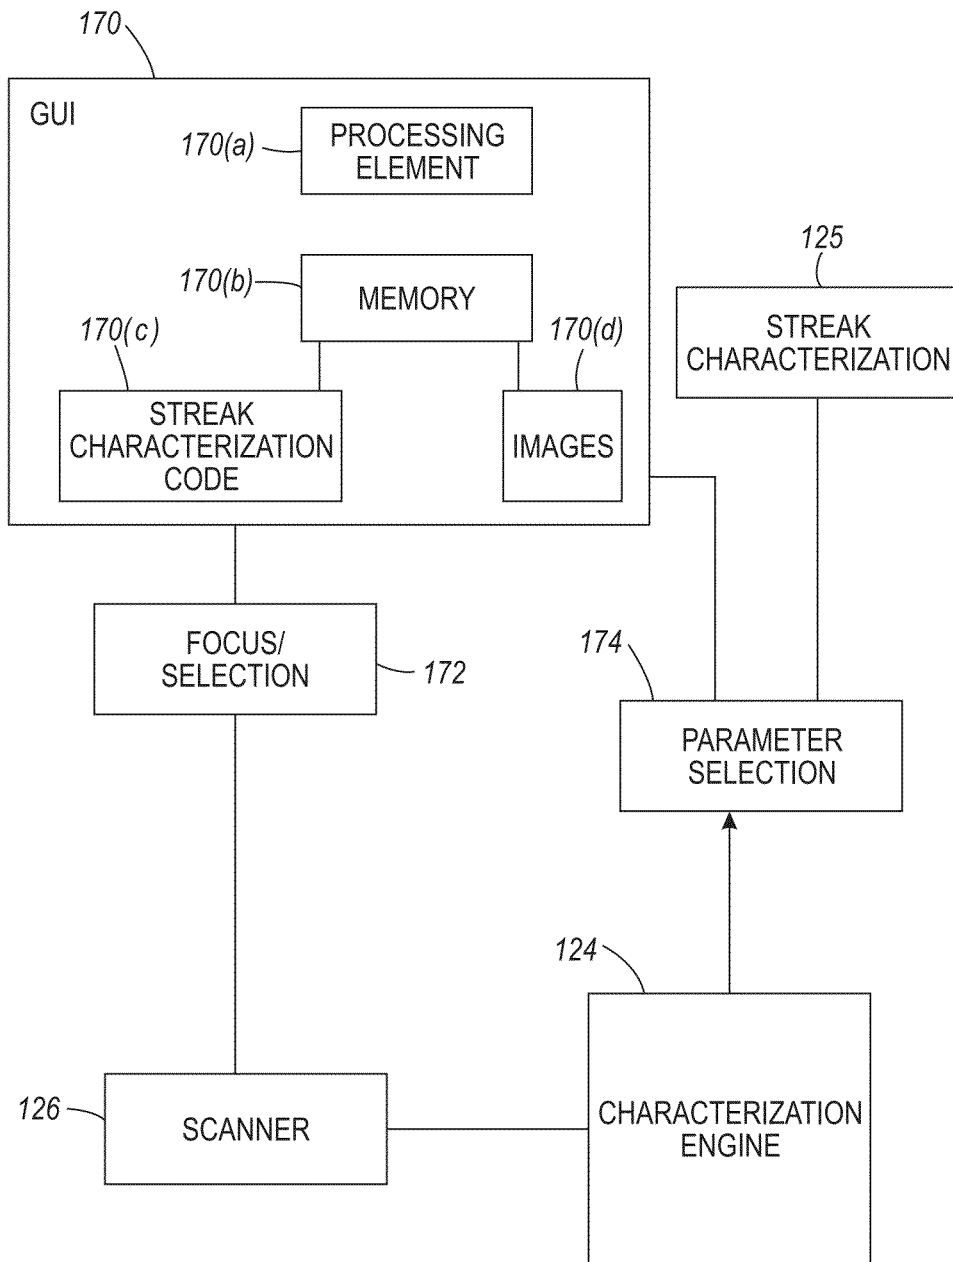 170
GUI
170(a)
PROCESSING
ELEMENT
125
170(b)
MEMORY
STREAK
CHARACTERIZATION
170(c)
170(d)
STREAK
CHARACTERIZATION
CODE
IMAGES
FOCUS/
SELECTION
172
174
PARAMETER
SELECTION
124
126
SCANNER
CHARACTERIZATION
ENGINE